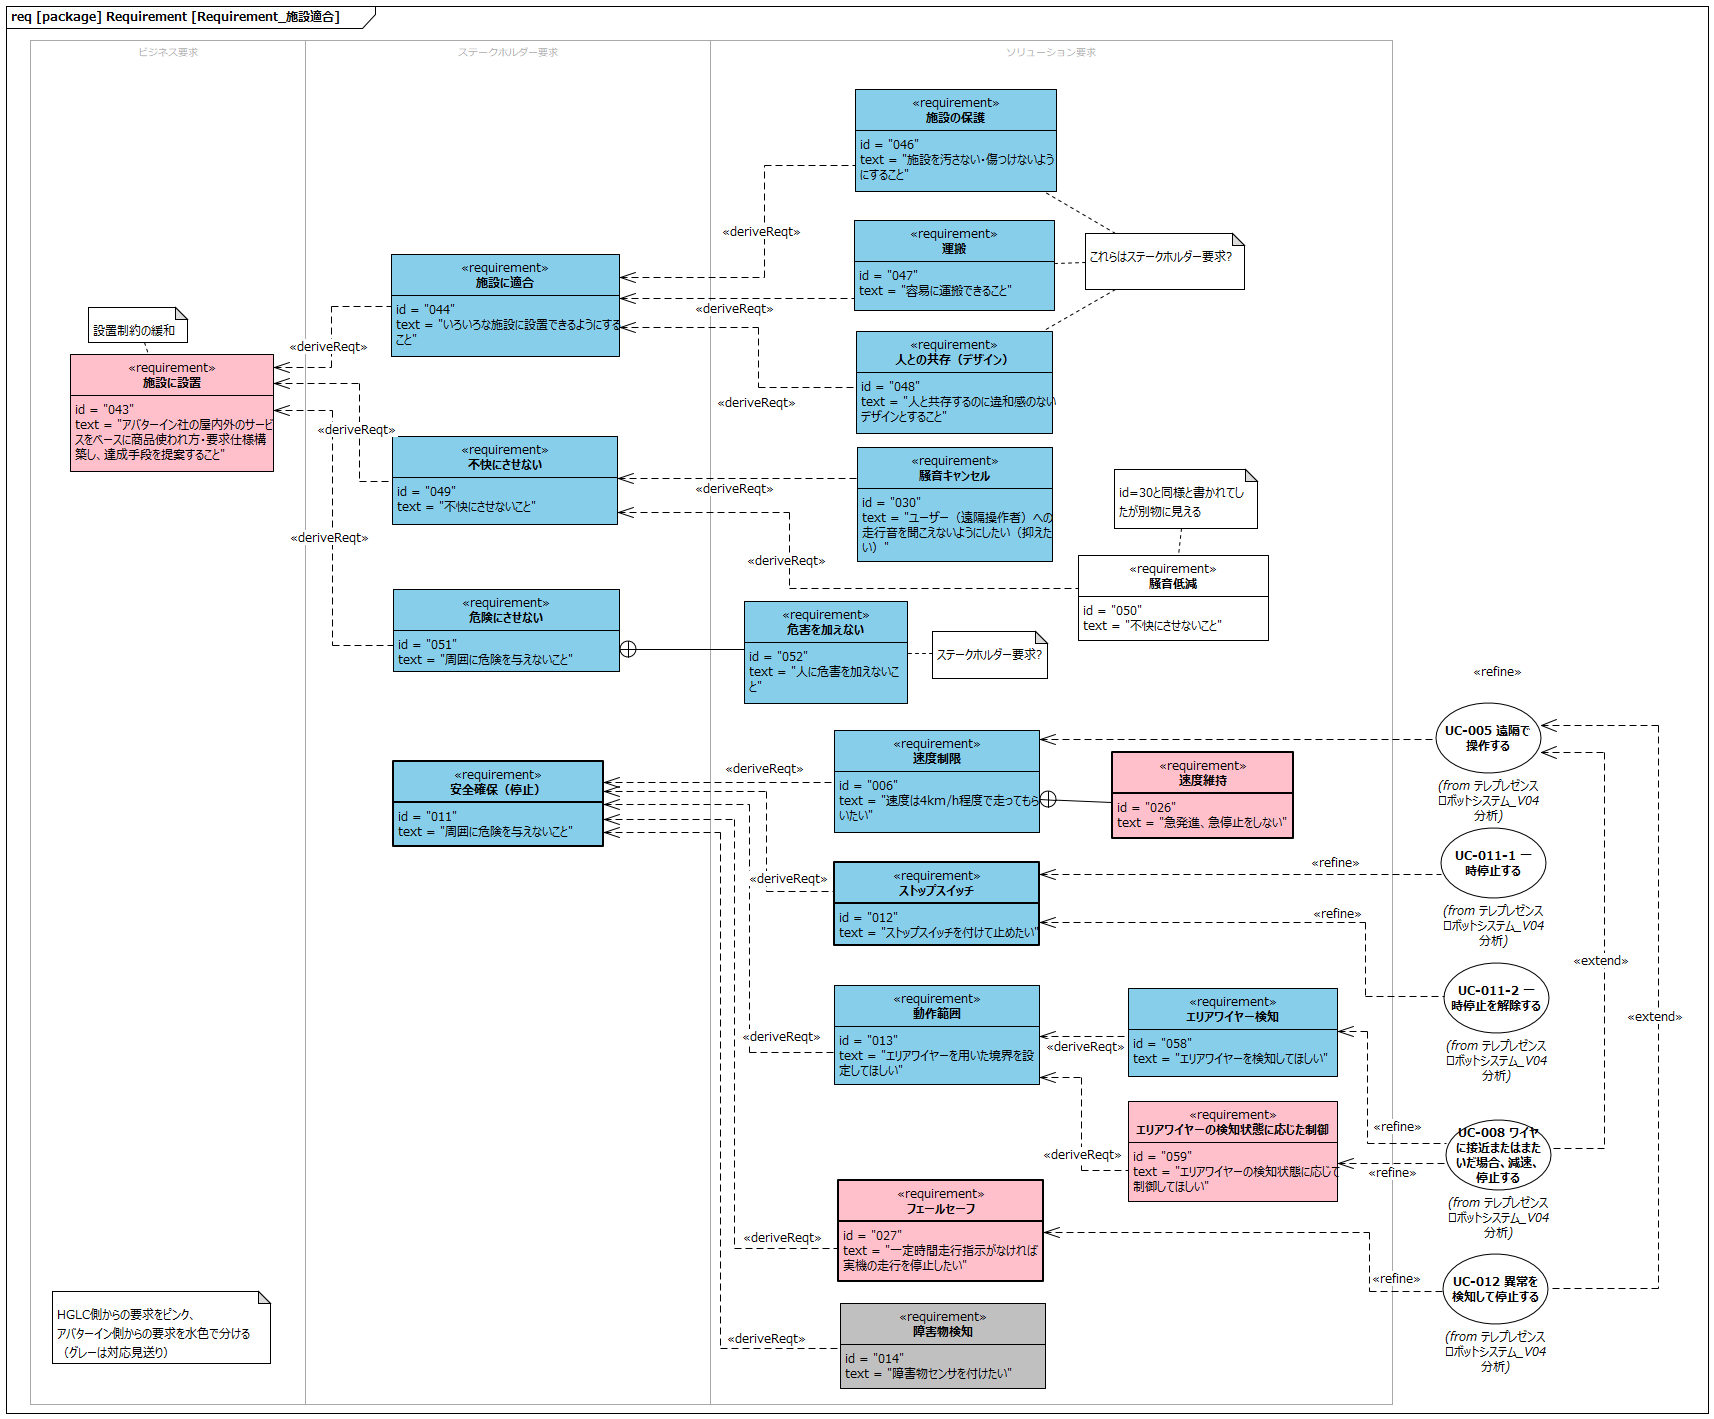 req [package] Requirement [Requirement_施設適合]
ビジネス要求
ステークホルダー要求
ソリューション要求
«requirement»
施設の保護
id = "046"
text = "施設を汚さない・傷つけないよう
にすること"
«deriveReqt»
«requirement»
運搬
id = "047"
text = "容易に運搬できること"
これらはステークホルダー要求?
«requirement»
施設に適合
id = "044"
text = "いろいろな施設に設置できるようにする
こと"
«deriveReqt»
設置制約の緩和
«deriveReqt»
«requirement»
人との共存（デザイン）
id = "048"
text = "人と共存するのに違和感のない
デザインとすること"
«deriveReqt»
«requirement»
施設に設置
id = "043"
text = "アバターイン社の屋内外のサービ
スをベースに商品使われ方・要求仕様構
築し、達成手段を提案すること"
«deriveReqt»
«requirement»
不快にさせない
id = "049"
text = "不快にさせないこと"
«deriveReqt»
«requirement»
騒音キャンセル
id = "030"
text = "ユーザー（遠隔操作者）への
走行音を聞こえないようにしたい（抑えた
い）"
id=30と同様と書かれてし
たが別物に見える
«deriveReqt»
«deriveReqt»
«requirement»
騒音低減
id = "050"
text = "不快にさせないこと"
«requirement»
危険にさせない
id = "051"
text = "周囲に危険を与えないこと"
«requirement»
危害を加えない
id = "052"
text = "人に危害を加えないこ
と"
ステークホルダー要求?
«refine»
UC-005 遠隔で
操作する
(from テレプレゼンス
ロボットシステム_V04
分析)
«requirement»
安全確保（停止）
id = "011"
text = "周囲に危険を与えないこと"
«deriveReqt»
«requirement»
速度制限
id = "006"
text = "速度は4km/h程度で走ってもら
いたい"
«requirement»
速度維持
id = "026"
text = "急発進、急停止をしない"
«refine»
UC-011-1 一
時停止する
(from テレプレゼンス
ロボットシステム_V04
分析)
«deriveReqt»
«requirement»
ストップスイッチ
id = "012"
text = "ストップスイッチを付けて止めたい"
«refine»
«extend»
UC-011-2 一
時停止を解除する
(from テレプレゼンス
ロボットシステム_V04
分析)
«extend»
«deriveReqt»
«requirement»
動作範囲
id = "013"
text = "エリアワイヤーを用いた境界を設
定してほしい"
«deriveReqt»
«requirement»
エリアワイヤー検知
id = "058"
text = "エリアワイヤーを検知してほしい"
«refine»
«deriveReqt»
«requirement»
エリアワイヤーの検知状態に応じた制御
id = "059"
text = "エリアワイヤーの検知状態に応じて
制御してほしい"
«refine»
UC-008 ワイヤ
に接近またはまた
いだ場合、減速、
停止する
(from テレプレゼンス
ロボットシステム_V04
分析)
«deriveReqt»
«requirement»
フェールセーフ
id = "027"
text = "一定時間走行指示がなければ
実機の走行を停止したい"
«refine»
UC-012 異常を
検知して停止する
(from テレプレゼンス
ロボットシステム_V04
分析)
«deriveReqt»
«requirement»
障害物検知
id = "014"
text = "障害物センサを付けたい"
HGLC側からの要求をピンク、
アバターイン側からの要求を水色で分ける
（グレーは対応見送り）